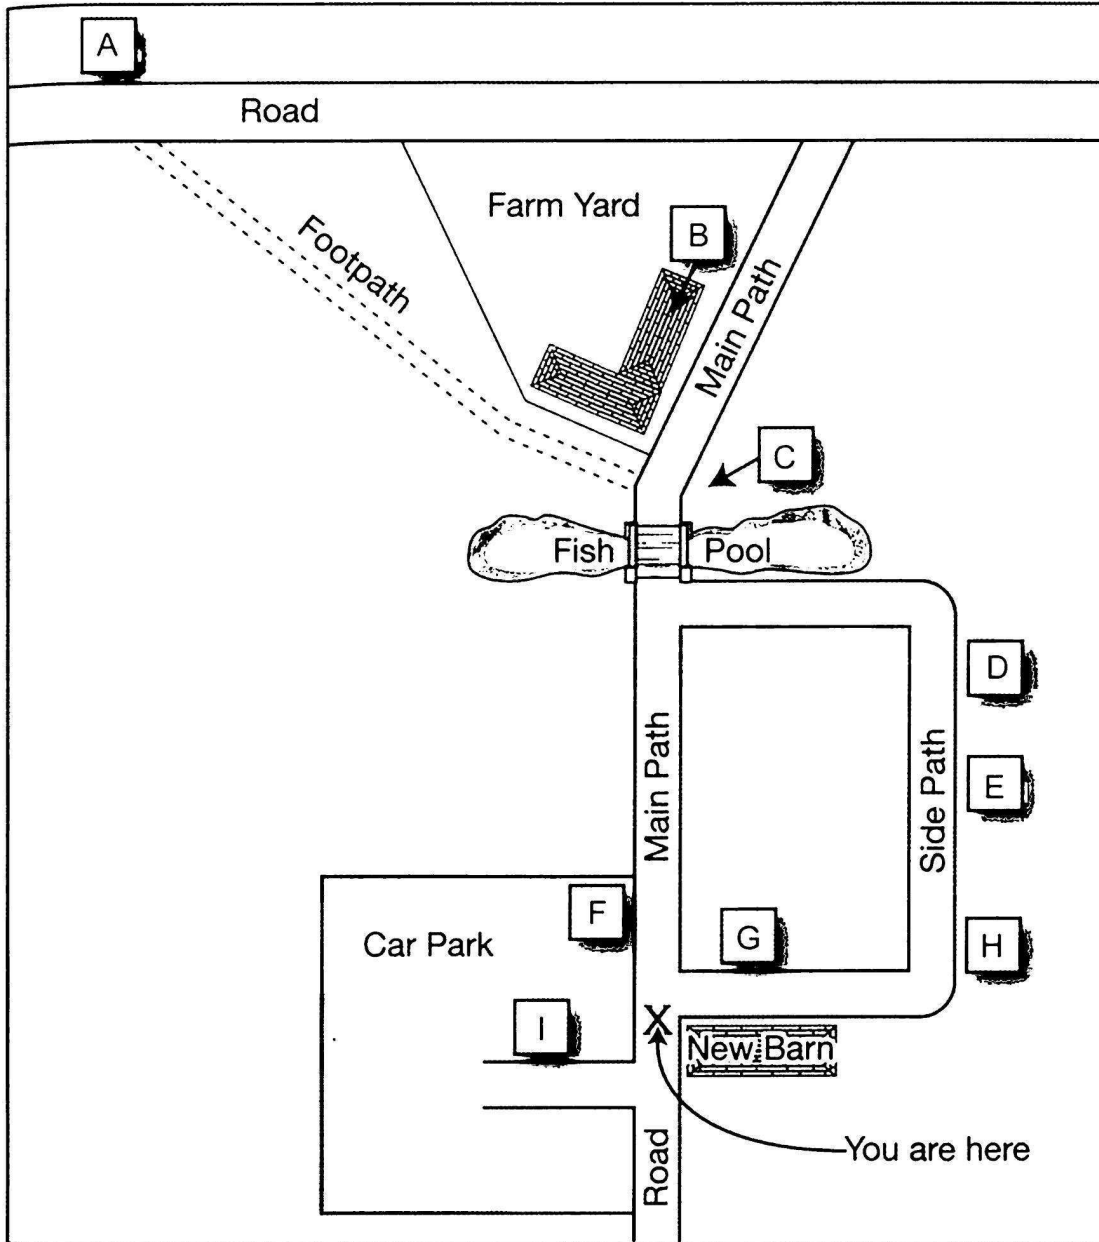 A
Road
Farm Yard
B
Footpath
Main Path
C
Fish Pool
D
Main Path
Side Path
E
F
G
H
Car Park
I
X
New Barn
You are here
Road